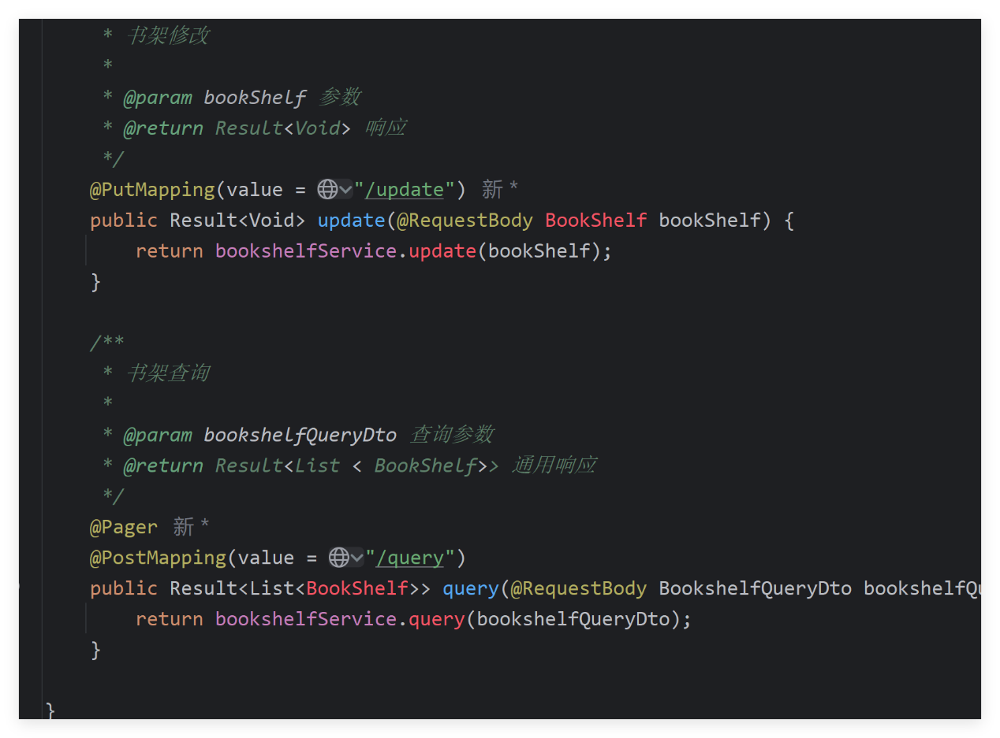 * 书架修改
*
* @param bookShelf 参数
* @return Result<Void> 响应
*/
@PutMapping(value = "/update") 新 *
public Result<Void> update(@RequestBody BookShelf bookShelf) {
return bookshelfService.update(bookShelf);
}
/**
* 书架查询
*
* @param bookshelfQueryDto 查询参数
* @return Result<List < BookShelf>> 通用响应
*/
@Pager 新 *
@PostMapping(value = "/query")
public Result<List<BookShelf>> query(@RequestBody BookshelfQueryDto
return bookshelfService.query(bookshelfQueryDto);
}
}